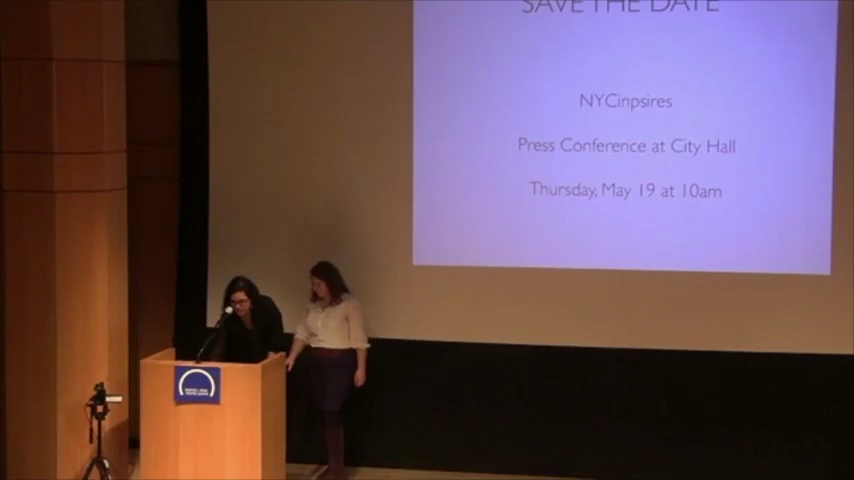 SAVE THE DATE
NYCinpsires
Press Conference at City Hall
Thursday, May 19 at 10am